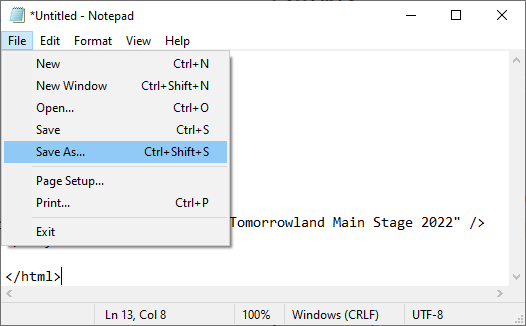 *Untitled - Notepad
File Edit Format View Help
New Ctrl+N
New Window Ctrl+Shift+N
Open... Ctrl+O
Save Ctrl+S
Save As... Ctrl+Shift+S
Page Setup...
Print... Ctrl+P
Tomorrowland Main Stage 2022" />
Exit
</html>
Ln 13, Col 8 100% Windows (CRLF) UTF-8